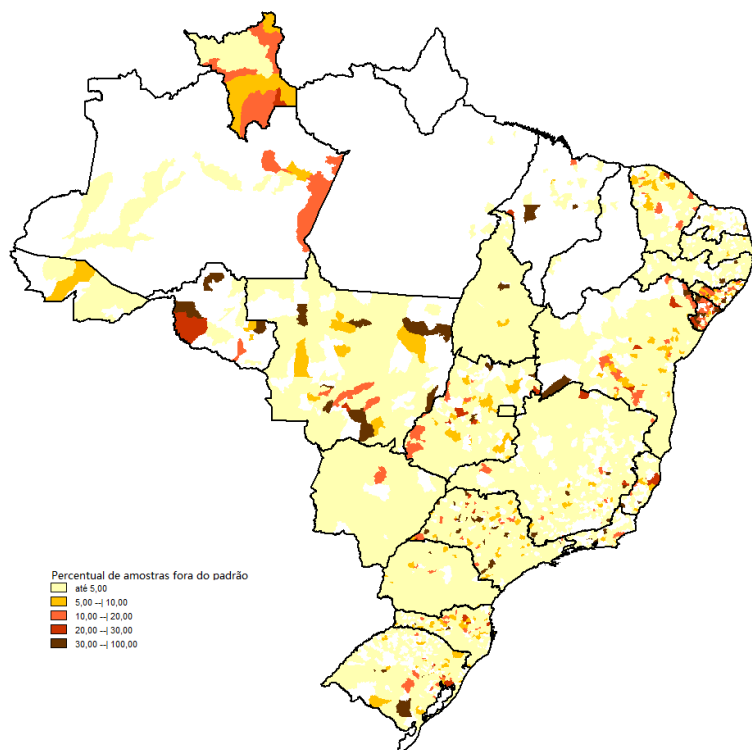 Percentual de amostras fora do padrão
até 5,00
5,00 --| 10,00
10,00 --| 20,00
20,00 --| 30,00
30,00 --| 100,00